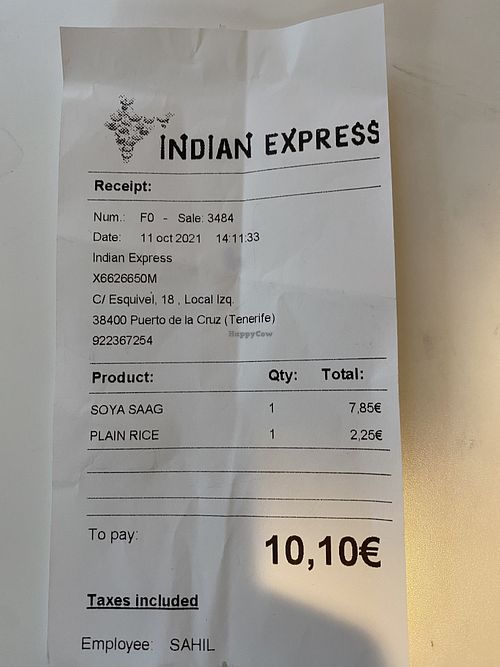 INDIAN EXPRESS
Receipt:
Num.: F0 - Sale: 3484
Date: 11 oct 2021 14:11:33
Indian Express
X6626650M
C/ Esquivel, 18 , Local Izq.
38400 Puerto de la Cruz (Tenerife)
HappyCow
922367254
Product: Qty: Total:
SOYA SAAG 1 7,85€
PLAIN RICE 1 2,25€
To pay: 10,10€
Taxes included
Employee: SAHIL